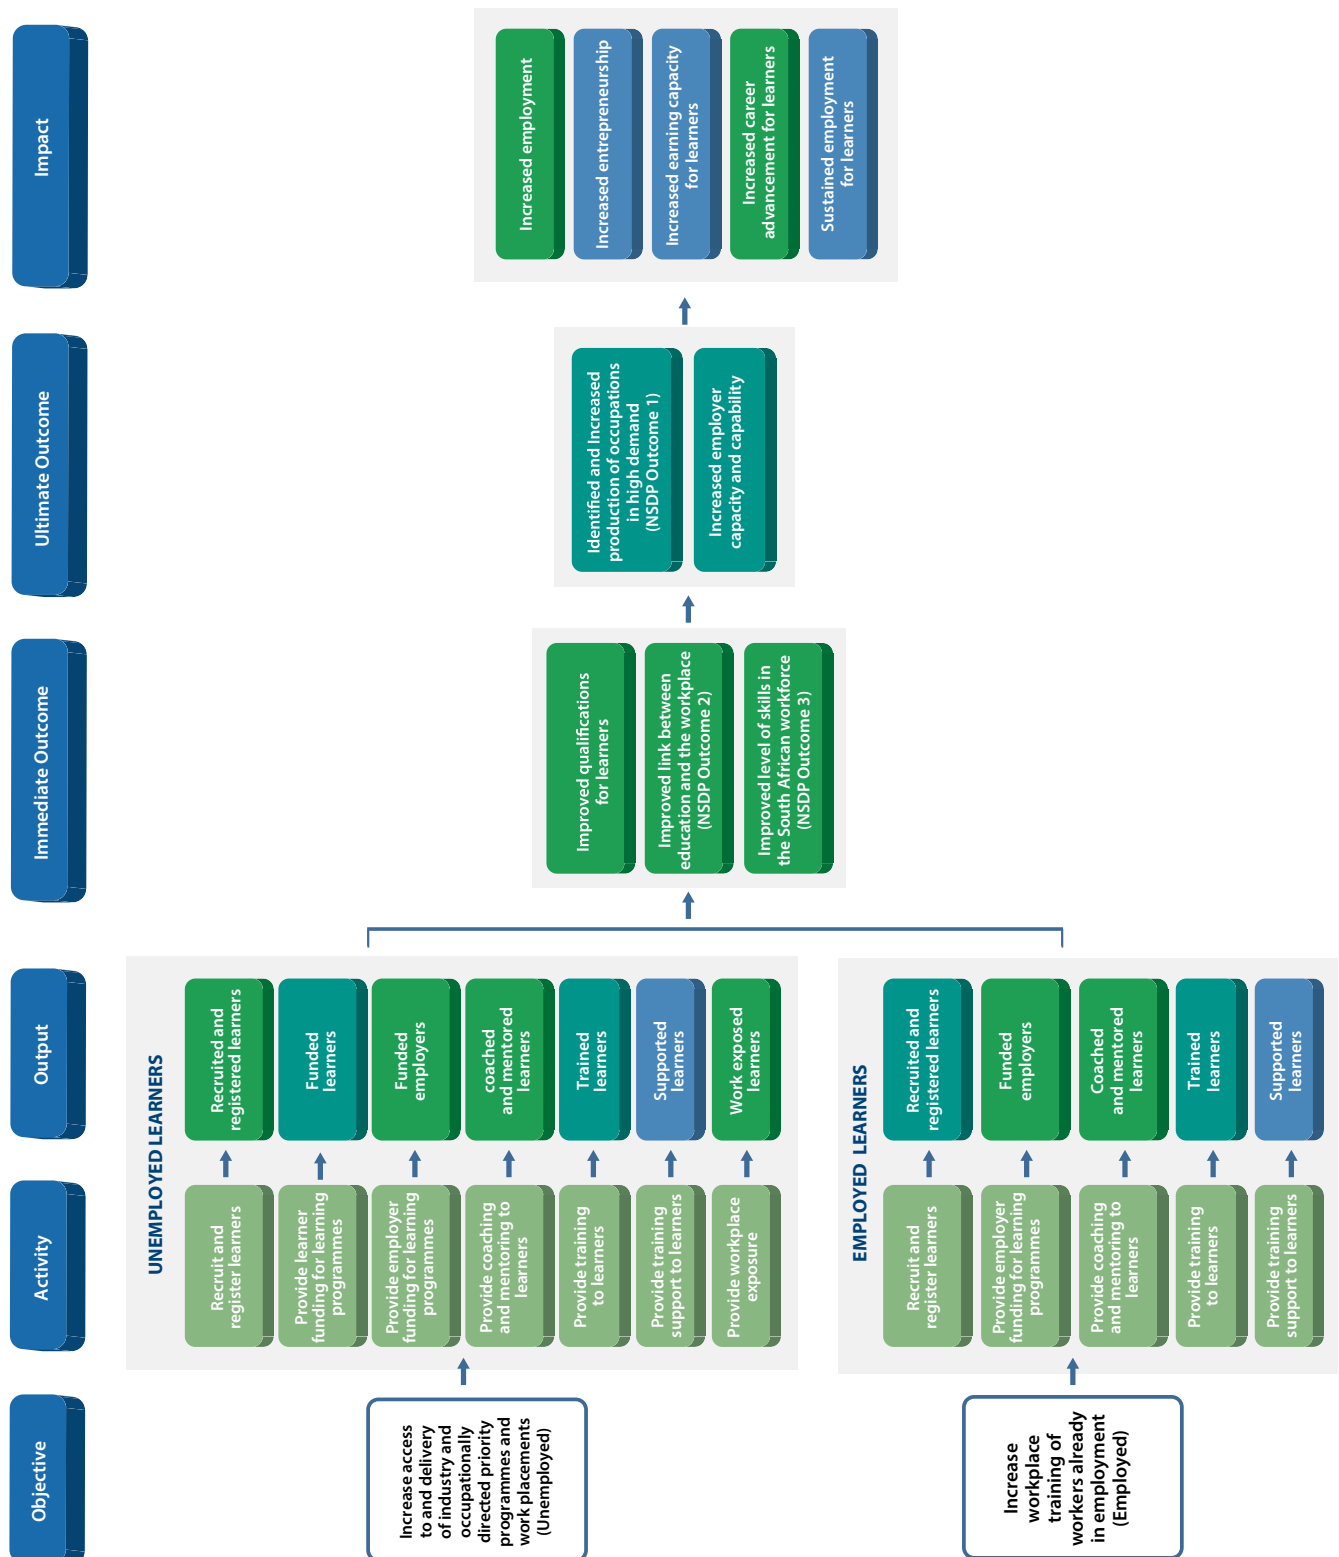 Objective
Activity
Output
Immediate Outcome
Ultimate Outcome
Impact
Increase access
to and delivery
of industry and
occupationally
directed priority
programmes and
work placements
(Unemployed)
UNEMPLOYED LEARNERS
Recruit and
register learners
Recruited and
registered learners
Provide learner
funding for learning
programmes
Funded
learners
Provide employer
funding for learning
programmes
Funded
employers
Provide coaching
and mentoring to
learners
coached
and mentored
learners
Provide training
to learners
Trained
learners
Provide training
support to learners
Supported
learners
Provide workplace
exposure
Work exposed
learners
Increase
workplace
training of
workers already
in employment
(Employed)
EMPLOYED LEARNERS
Recruit and
register learners
Recruited and
registered learners
Provide employer
funding for learning
programmes
Funded
employers
Provide coaching
and mentoring to
learners
Coached
and mentored
learners
Provide training
to learners
Trained
learners
Provide training
support to learners
Supported
learners
Improved qualifications
for learners
Improved link between
education and the workplace
(NSDP Outcome 2)
Improved level of skills in
the South African workforce
(NSDP Outcome 3)
Identified and Increased
production of occupations
in high demand
(NSDP Outcome 1)
Increased employer
capacity and capability
Increased employment
Increased entrepreneurship
Increased earning capacity
for learners
Increased career
advancement for learners
Sustained employment
for learners